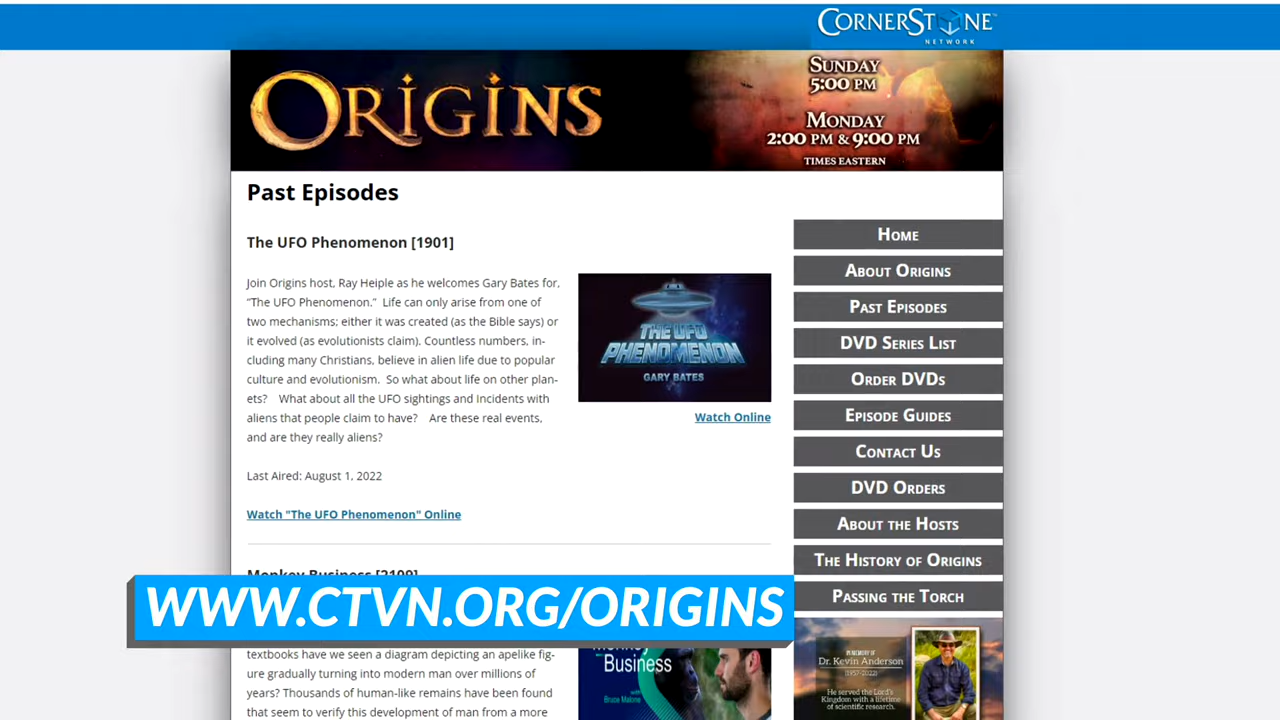 CORNERSTONE
NETWORK
ORIGINS
SUNDAY
5:00 PM
MONDAY
2:00 PM & 9:00 PM
TIMES EASTERN
Past Episodes
The UFO Phenomenon [1901]
Join Origins host, Ray Heiple as he welcomes Gary Bates for,
"The UFO Phenomenon." Life can only arise from one of
two mechanisms; either it was created (as the Bible says) or
it evolved (as evolutionists claim). Countless numbers, in-
cluding many Christians, believe in alien life due to popular
culture and evolutionism. So what about life on other plan-
ets? What about all the UFO sightings and incidents with
aliens that people claim to have? Are these real events,
and are they really aliens?
THE UFO
PHENOMENON
GARY BATES
Watch Online
Last Aired: August 1, 2022
Watch "The UFO Phenomenon" Online
Monkey Business [2109]
WWW.CTVN.ORG/ORIGINS
textbooks have we seen a diagram depicting an apelike fig-
ure gradually turning into modern man over millions of
years? Thousands of human-like remains have been found
that seem to verify this development of man from a more
Monkey
Business
with
Bruce Malone
HOME
ABOUT ORIGINS
PAST EPISODES
DVD SERIES LIST
ORDER DVDS
EPISODE GUIDES
CONTACT US
DVD ORDERS
ABOUT THE HOSTS
THE HISTORY OF ORIGINS
PASSING THE TORCH
IN MEMORY OF
Dr. Kevin Anderson
(1957-2022)
He served the Lord's
Kingdom with a lifetime
of scientific research.